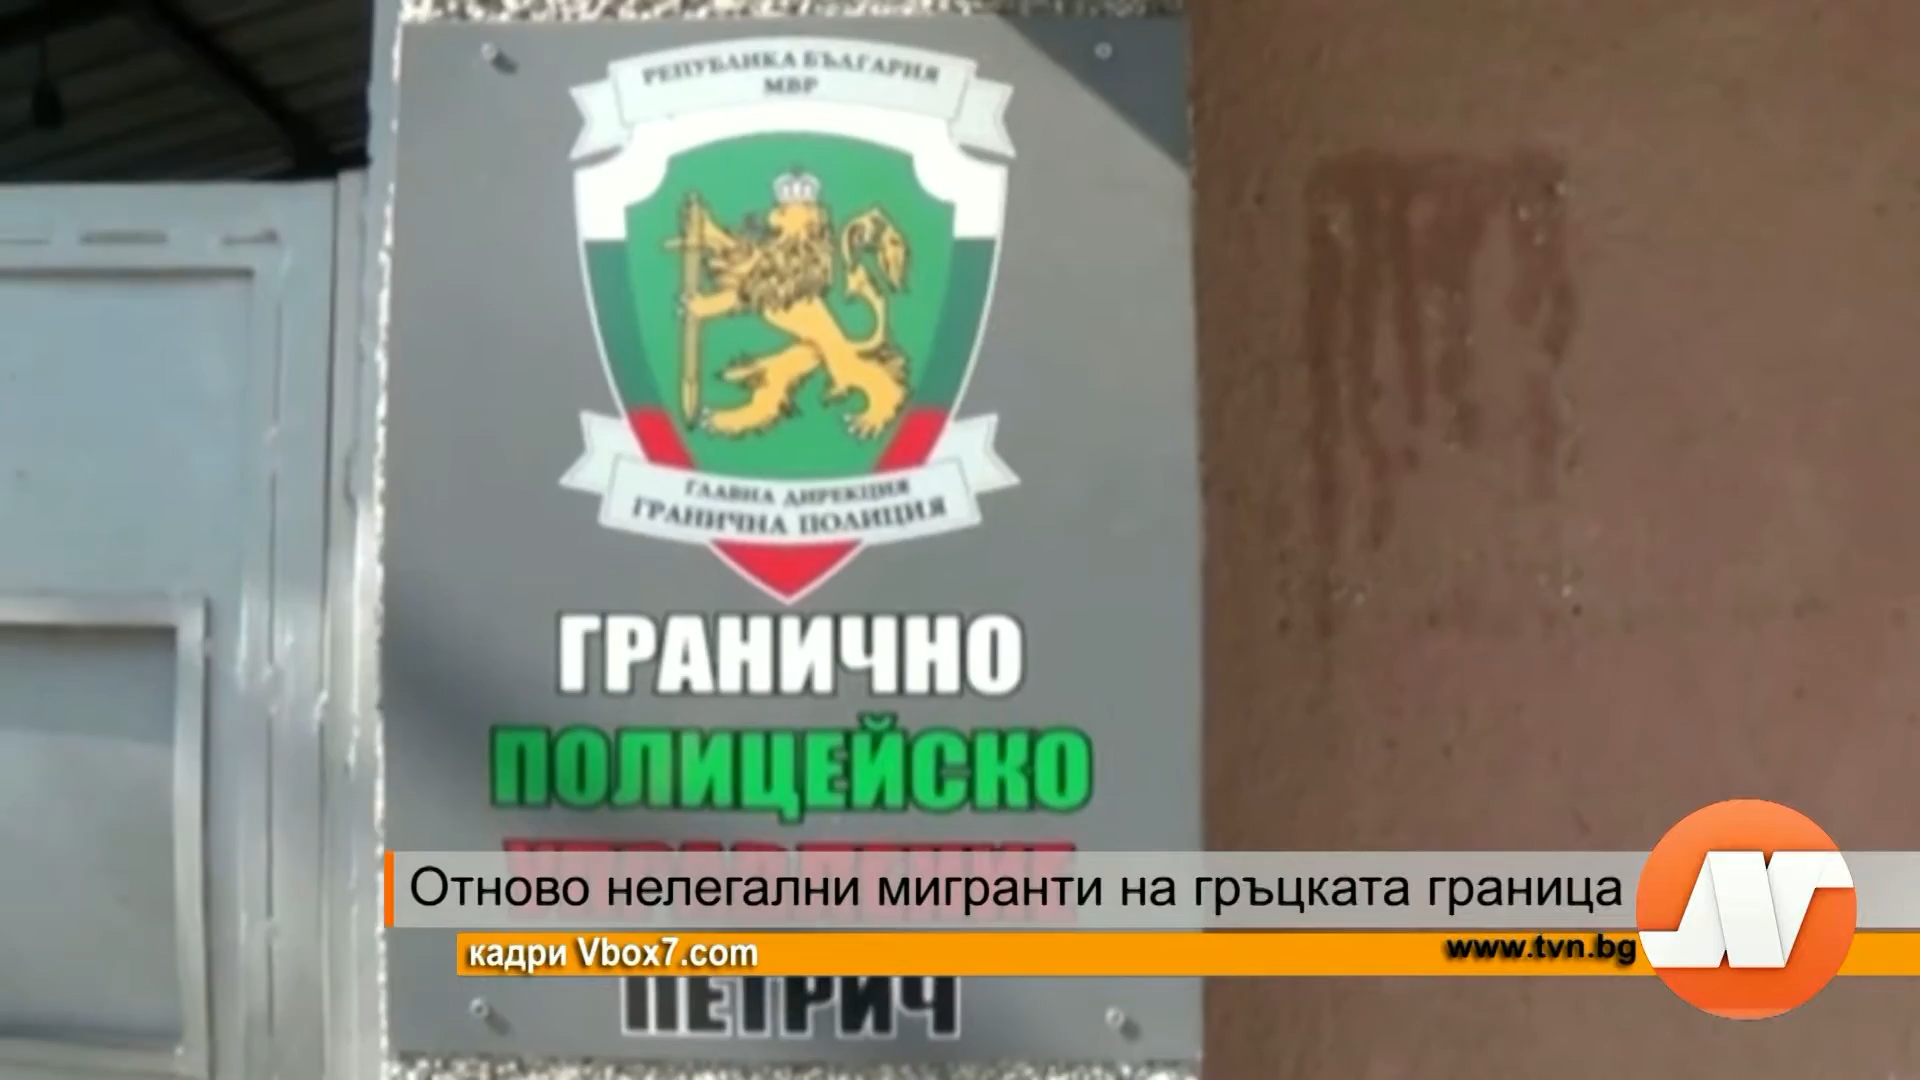 РЕПУБЛИКА БЪЛГАРИЯ
МВР
ГЛАВНА ДИРЕКЦИЯ
ГРАНИЧНА ПОЛИЦИЯ
ГРАНИЧНО
ПОЛИЦЕЙСКО
Отново нелегални мигранти на гръцката граница
кадри Vbox7.com
www.tvn.bg
ПЕТРИЧ